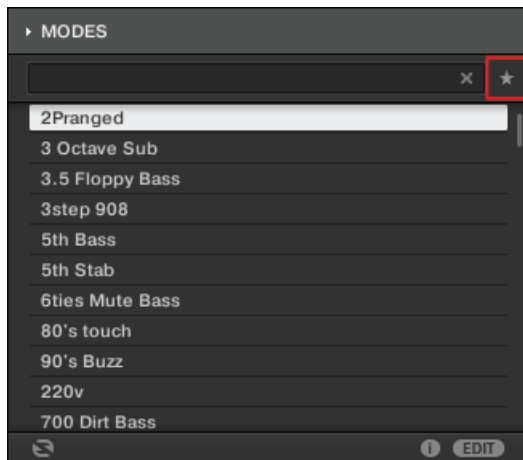 MODES
2Pranged
3 Octave Sub
3.5 Floppy Bass
3step 908
5th Bass
5th Stab
6ties Mute Bass
80's touch
90's Buzz
220v
700 Dirt Bass
EDIT